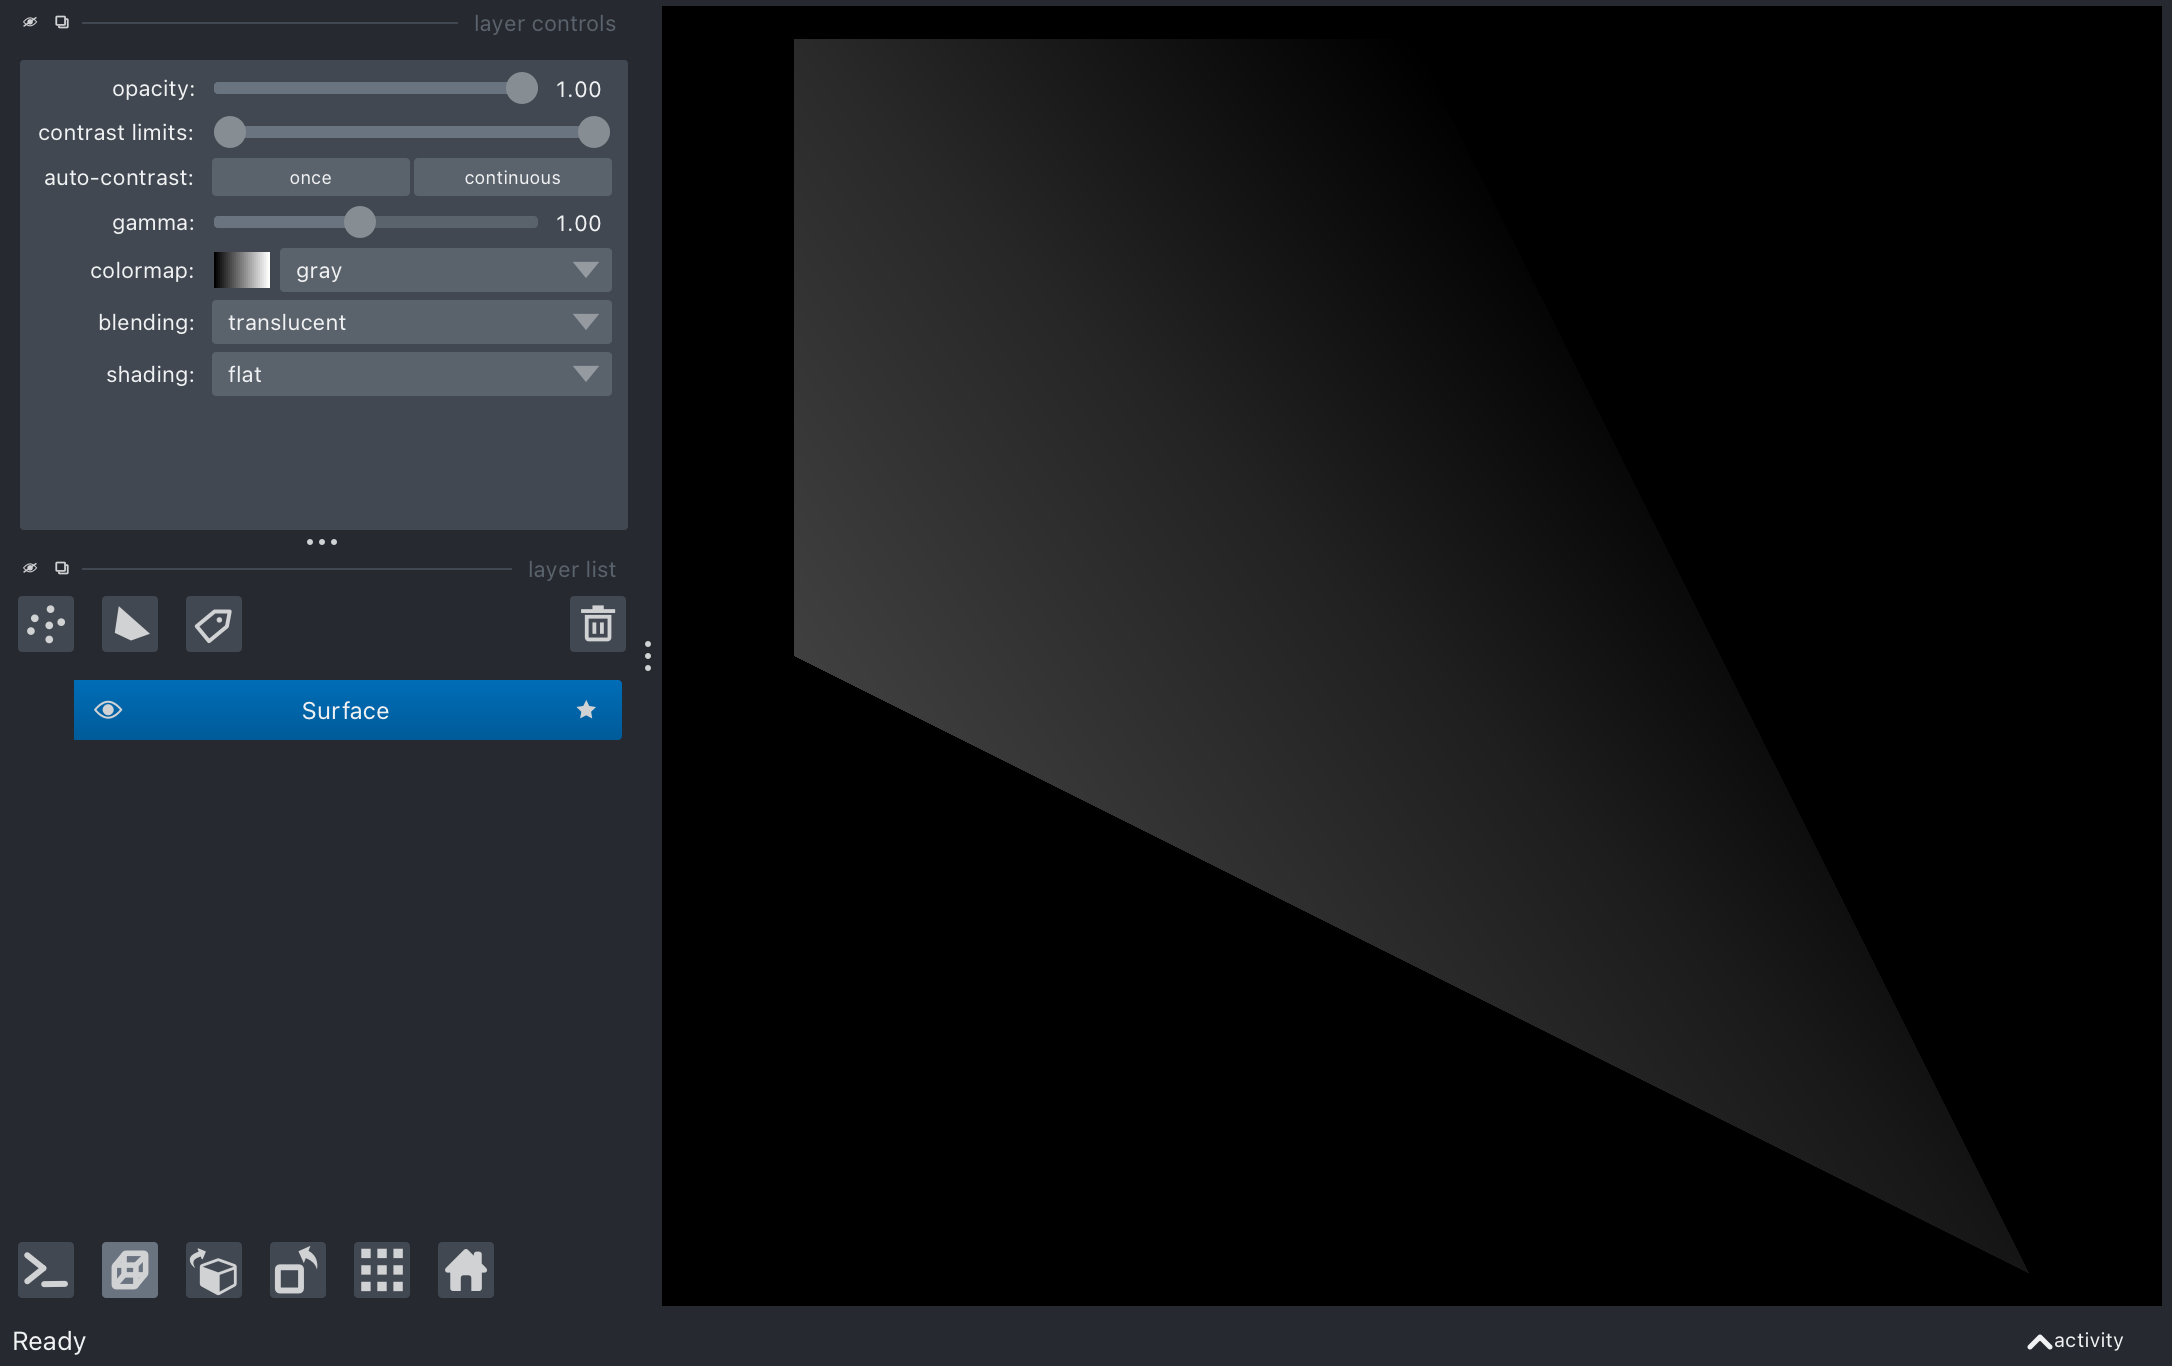 layer controls
opacity: 1.00
contrast limits:
auto-contrast: once continuous
gamma: 1.00
colormap: gray
blending: translucent
shading: flat
layer list
Surface
Ready
activity